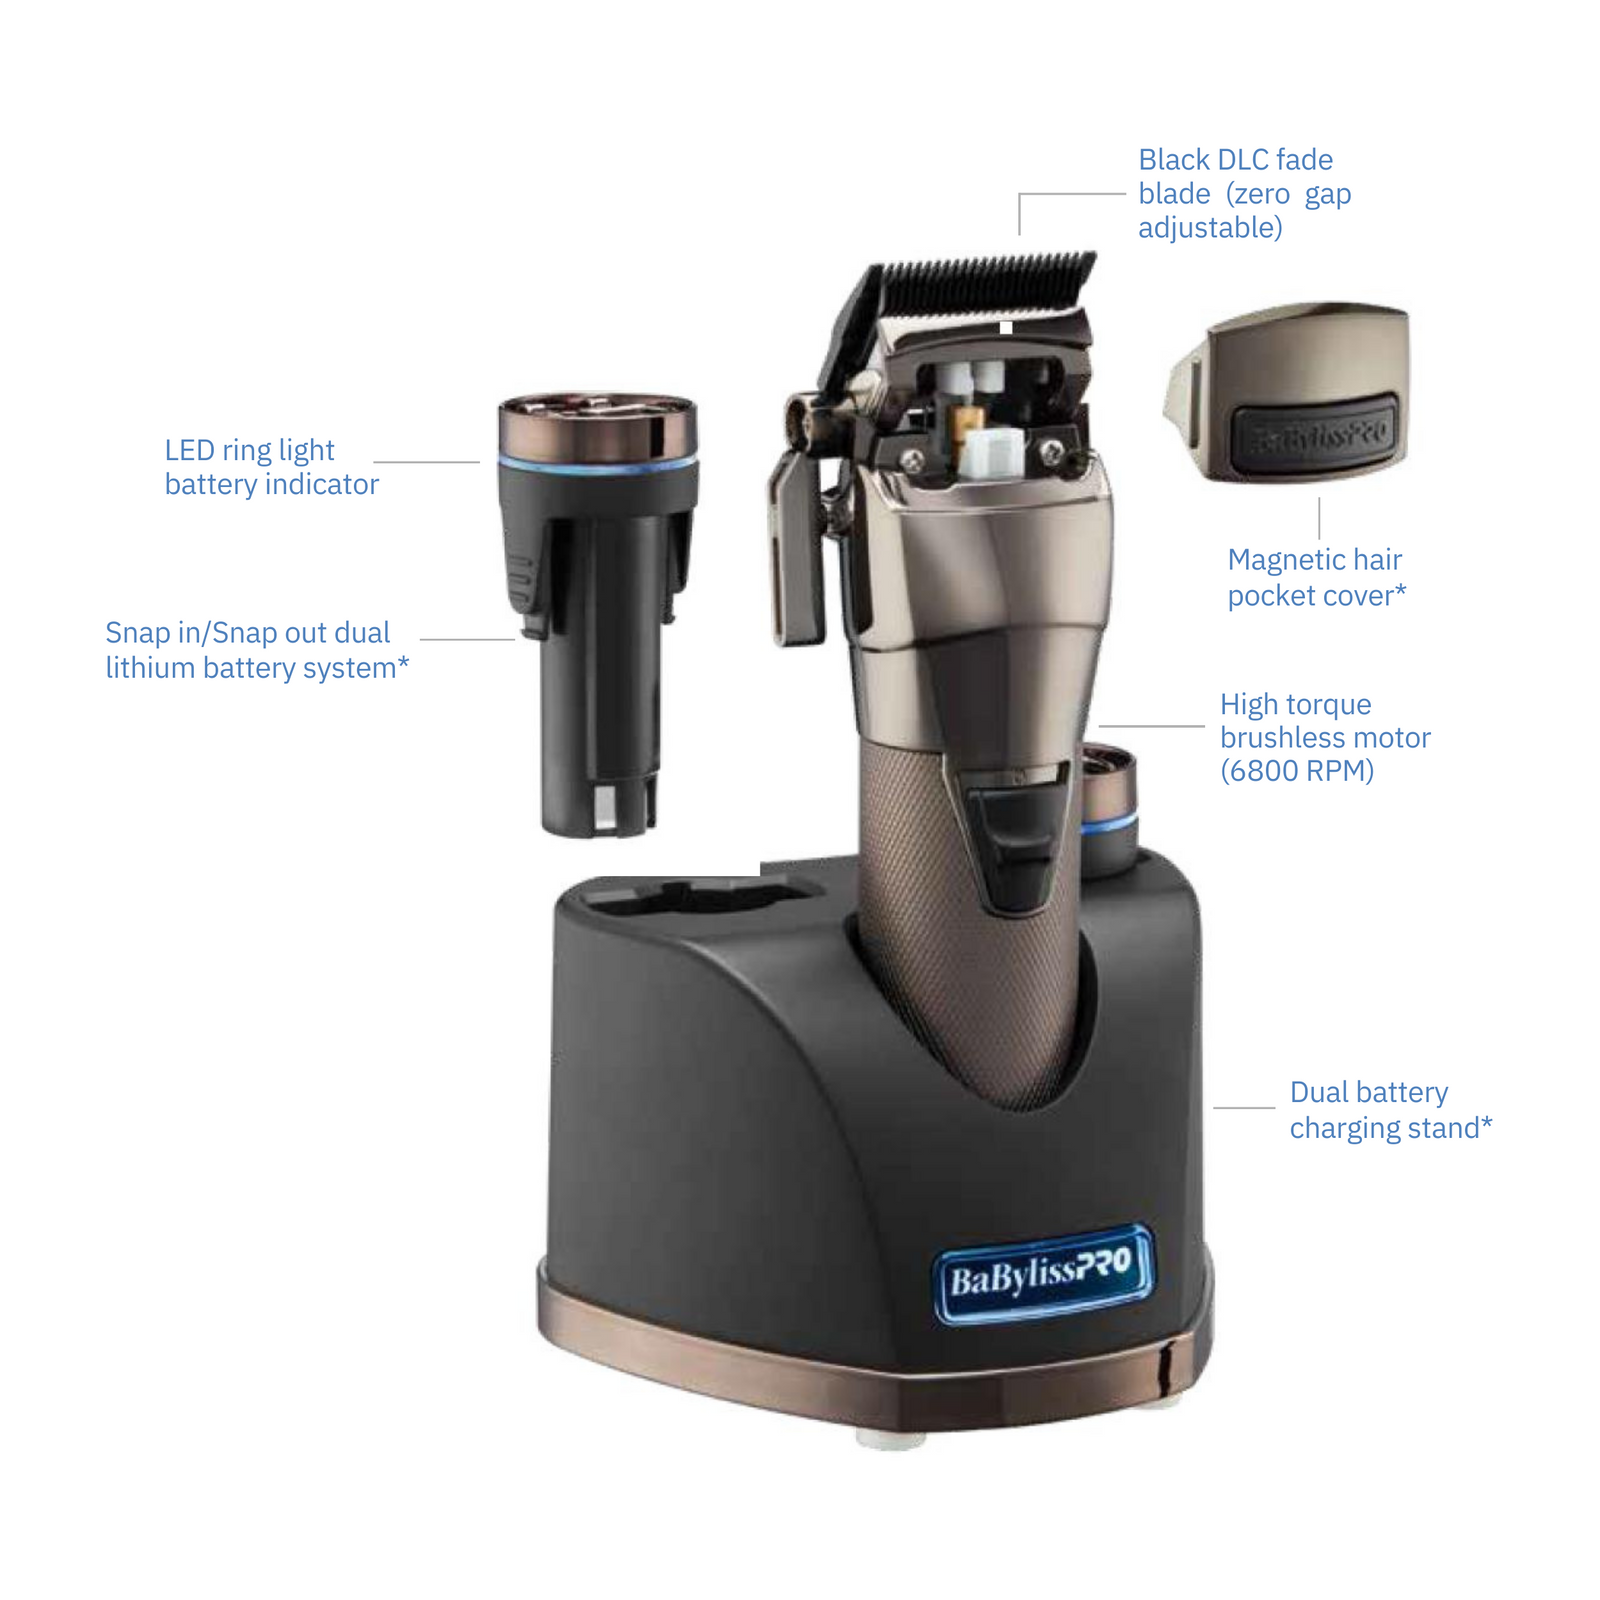 Black DLC fade
blade (zero gap
adjustable)
BaBylissPRO
LED ring light
battery indicator
Magnetic hair
pocket cover*
Snap in/Snap out dual
lithium battery system*
High torque
brushless motor
(6800 RPM)
Dual battery
charging stand*
BaBylissPRO